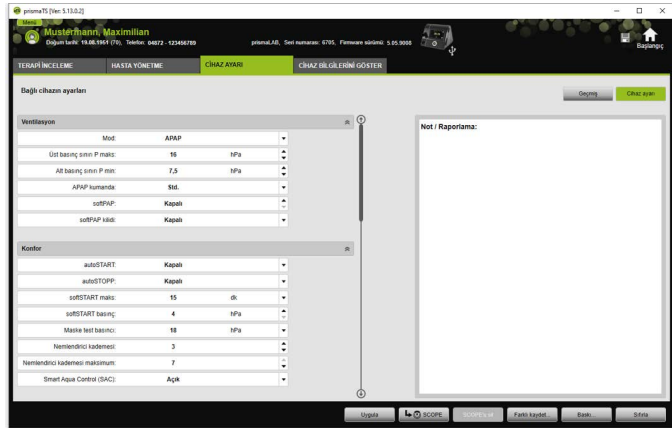 prismaTS [Ver: 5.13.0.2]
Menü
Mustermann, Maximilian
Doğum tarihi: 19.08.1951 (70), Telefon: 04872 - 123456789
prismaLAB, Seri numarası: 6705, Firmware sürümü: 5.05.9008
Başlangıç
TERAPİ İNCELEME HASTA YÖNETME CİHAZ AYARI CİHAZ BİLGİLERİNİ GÖSTER
Bağlı cihazın ayarları
Geçmiş Cihaz ayarı
Ventilasyon
Mod: APAP
Üst basınç sınırı P maks: 16 hPa
Alt basınç sınırı P min: 7,5 hPa
APAP kumanda: Std.
softPAP: Kapalı
softPAP kilidi: Kapalı
Konfor
autoSTART: Kapalı
autoSTOPP: Kapalı
softSTART maks: 15 dk
softSTART basınç: 4 hPa
Maske test basıncı: 18 hPa
Nemlendirici kademesi: 3
Nemlendirici kademesi maksimum: 7
Smart Aqua Control (SAC): Açık
Not / Raporlama:
Uygula SCOPE SCOPE'a al Farklı kaydet... Baskı... Sıfırla